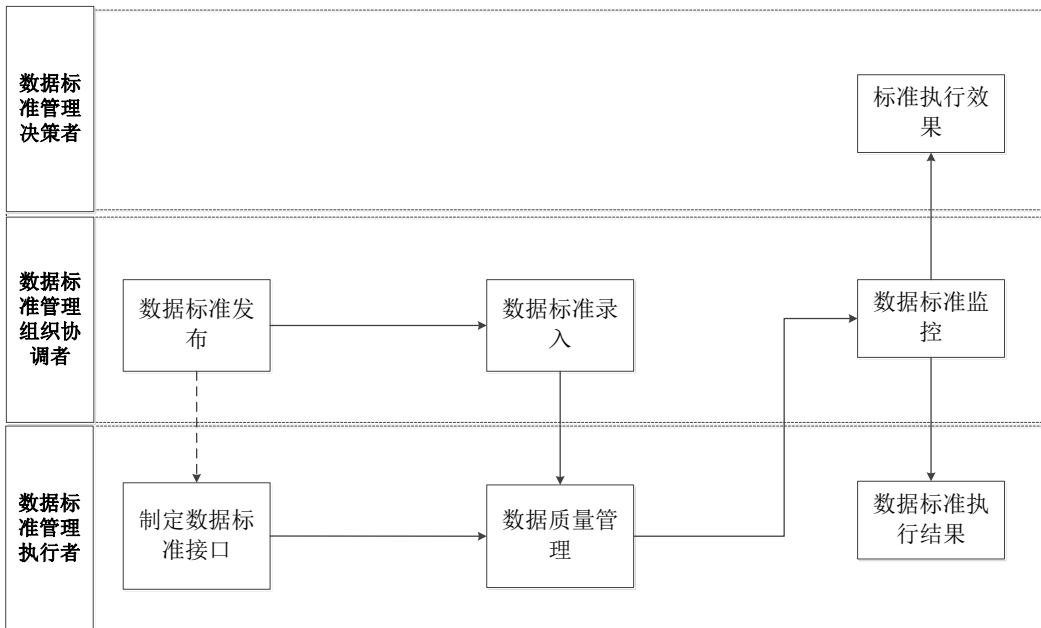 数据标
准管理
决策者
标准执行效
果
数据标
准管理
组织协
调者
数据标准发
布
数据标准录
入
数据标准监
控
数据标
准管理
执行者
制定数据标
准接口
数据质量管
理
数据标准执
行结果